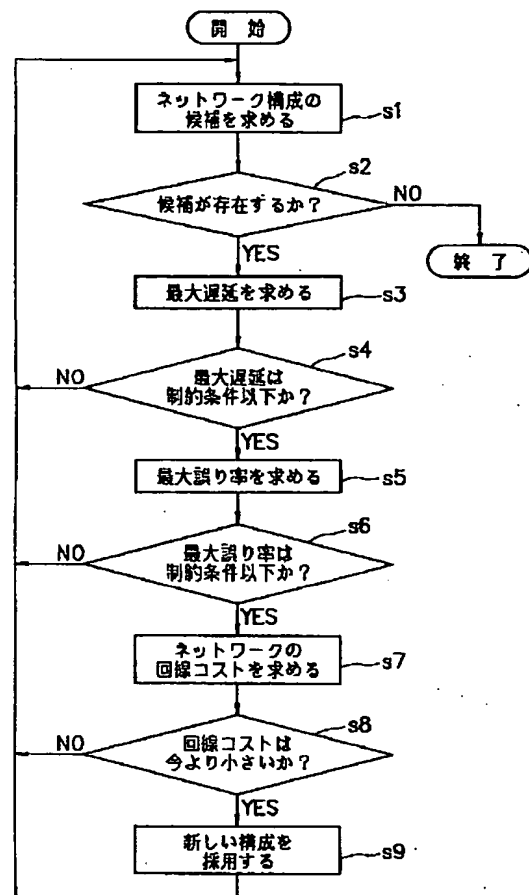 開 始
ネットワーク構成の
候補を求める
s1
s2
候補が存在するか？
NO
YES
終 了
最大遅延を求める
s3
s4
NO
最大遅延は
制約条件以下か？
YES
最大誤り率を求める
s5
s6
NO
最大誤り率は
制約条件以下か？
YES
ネットワークの
回線コストを求める
s7
s8
NO
回線コストは
今より小さいか？
YES
新しい構成を
採用する
s9